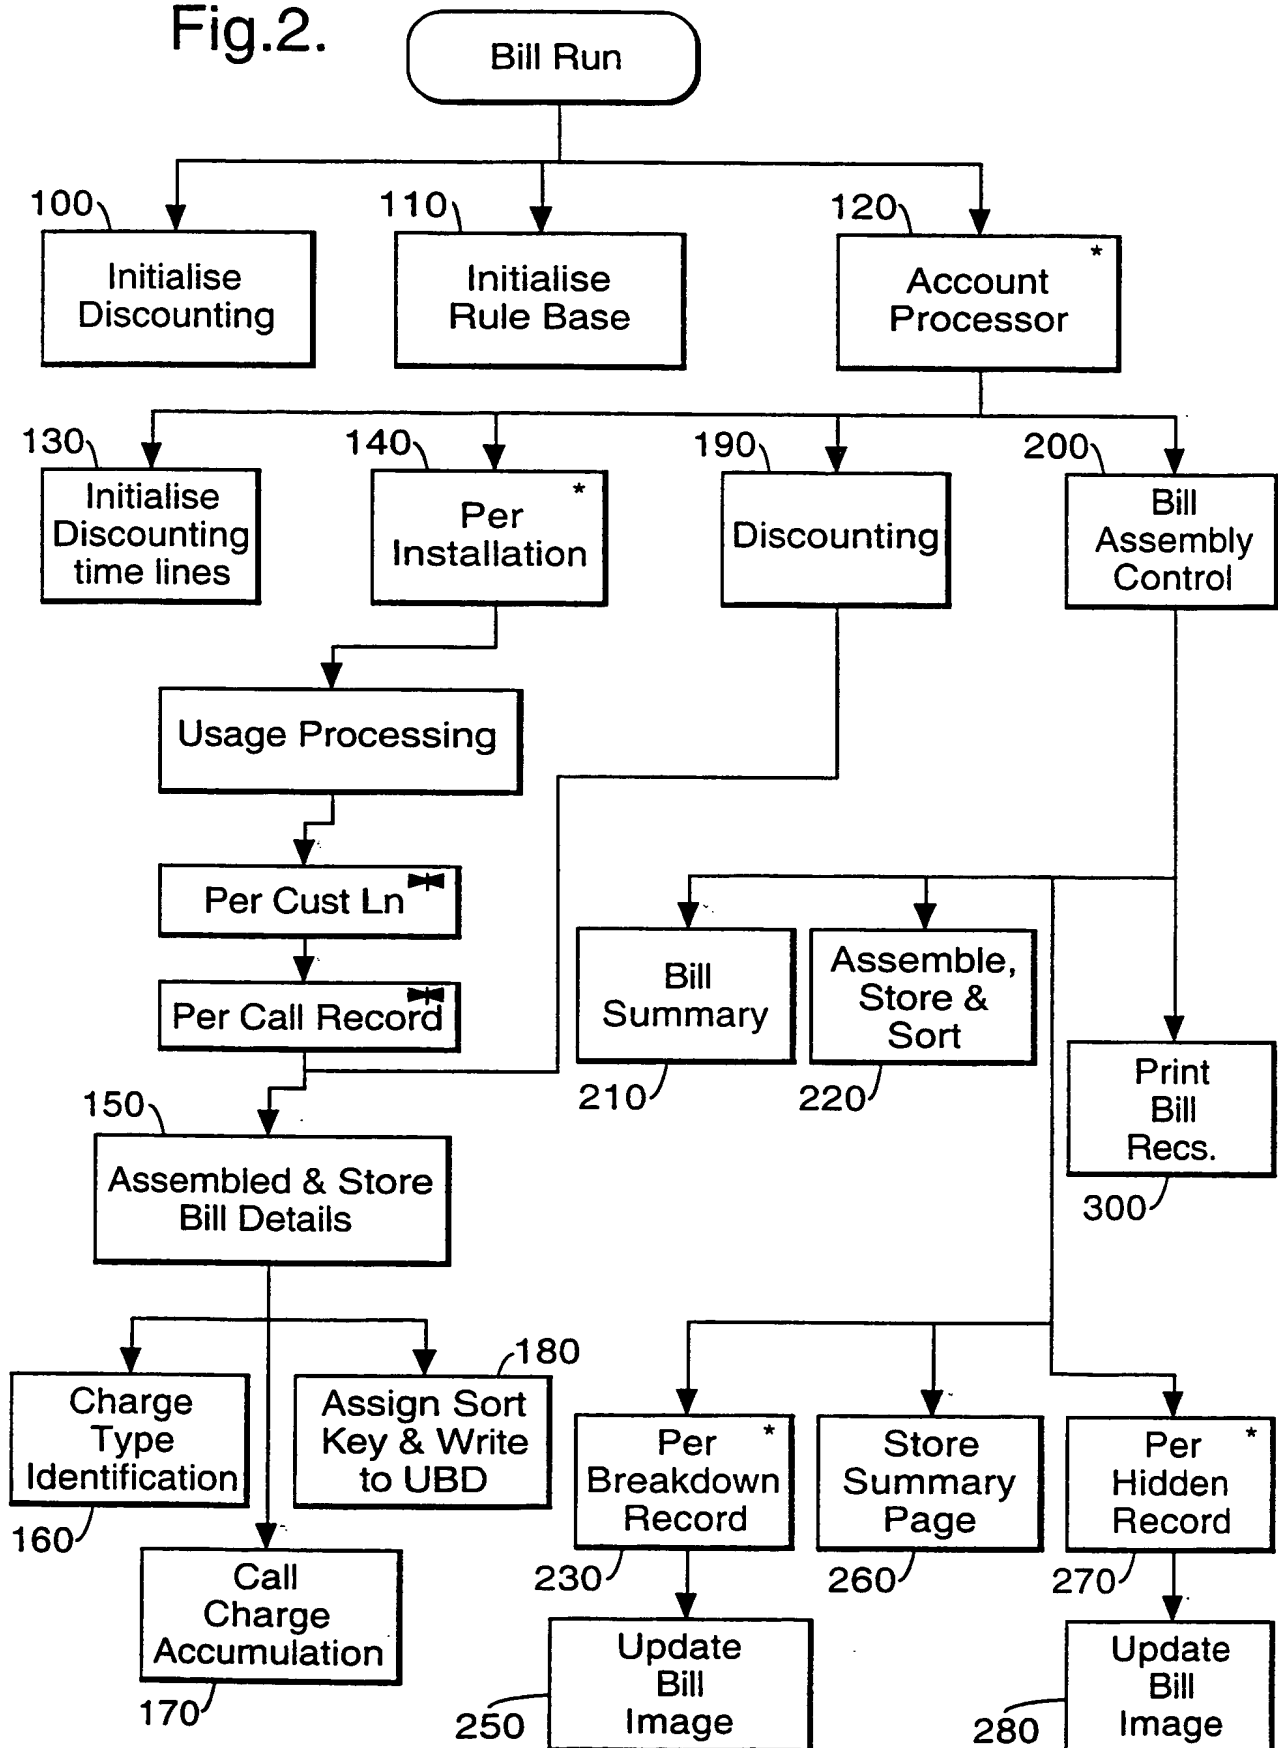 Fig.2.
Bill Run
100
110
120
Initialise
Discounting
Initialise
Rule Base
*
Account
Processor
130
140
190
200
Initialise
Discounting
time lines
*
Per
Installation
Discounting
Bill
Assembly
Control
Usage Processing
Per Cust Ln
Per Call Record
Bill
Summary
210
Assemble,
Store &
Sort
220
Print
Bill
Recs.
300
150
Assembled & Store
Bill Details
180
Charge
Type
Identification
160
Assign Sort
Key & Write
to UBD
Call
Charge
Accumulation
170
*
Per
Breakdown
Record
230
Store
Summary
Page
260
*
Per
Hidden
Record
270
Update
Bill
Image
250
Update
Bill
Image
280